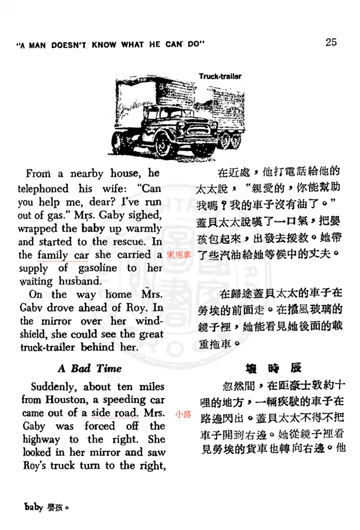 "A MAN DOESN'T KNOW WHAT HE CAN DO"
25
Truck-trailer
From a nearby house, he
telephoned his wife: "Can
you help me, dear? I've run
out of gas." Mrs. Gaby sighed,
wrapped the baby up warmly
and started to the rescue. In
the family car she carried a 家用車
supply of gasoline to her
waiting husband.
On the way home Mrs.
Gaby drove ahead of Roy. In
the mirror over her wind-
shield, she could see the great
truck-trailer behind her.
A Bad Time
Suddenly, about ten miles
from Houston, a speeding car
came out of a side road. Mrs. 小路
Gaby was forced off the
highway to the right. She
looked in her mirror and saw
Roy's truck turn to the right,
在近處，他打電話給他的
太太說，“親愛的，你能幫助
我嗎？我的車子沒有油了。”
蓋貝太太說嘆了一口氣，把嬰
孩包起來，出發去援救。她帶
了些汽油給她等候中的丈夫。
在歸途蓋貝太太的車子在
勞埃的前面走。在擋風玻璃的
鏡子裡，她能看見她後面的載
重拖車。
壞時辰
忽然間，在距豪士敦約十
哩的地方，一輛疾駛的車子在
路邊閃出。蓋貝太太不得不把
車子開到右邊。她從鏡子裡看
見勞埃的貨車也轉向右邊。他
baby 嬰孩。